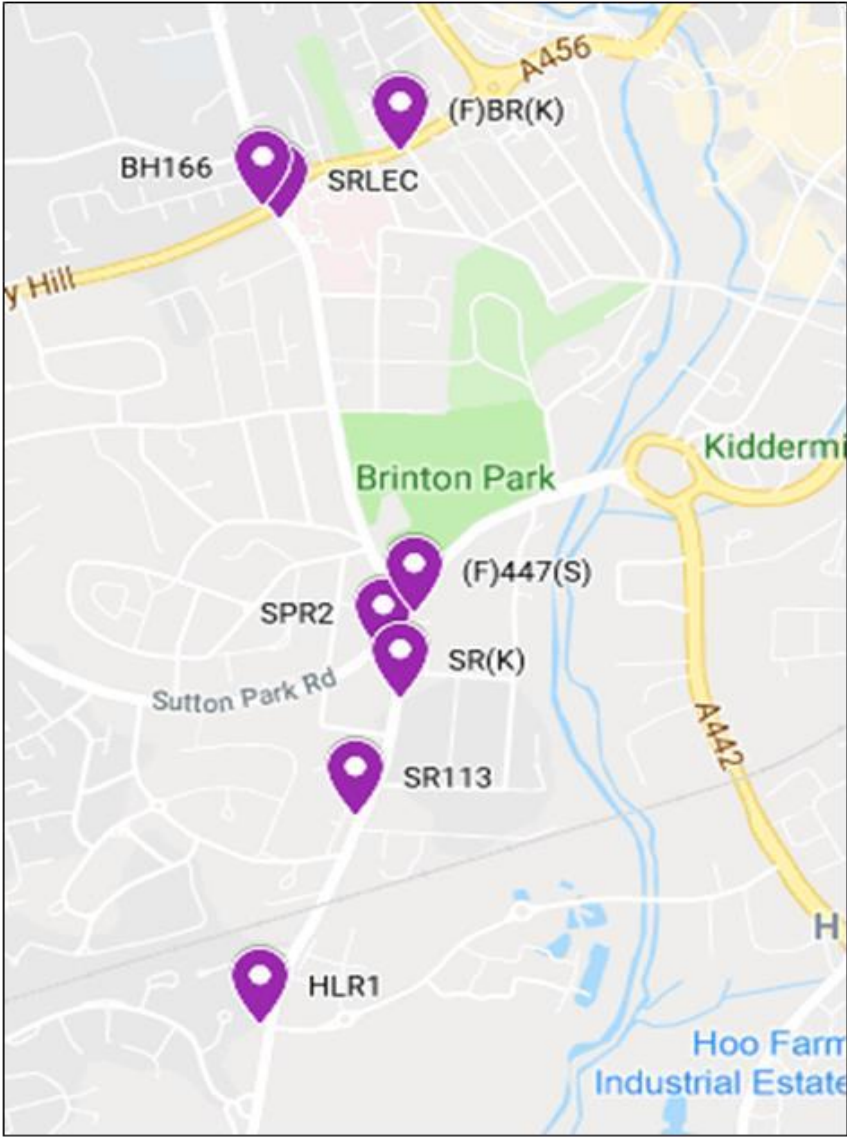 A456
(F)BR(K)
BH166
SRLEC
y Hill
Brinton Park
Kiddermi
(F)447(S)
SPR2
SR(K)
Sutton Park Rd
A442
SR113
H
HLR1
Hoo Farm
Industrial Estate